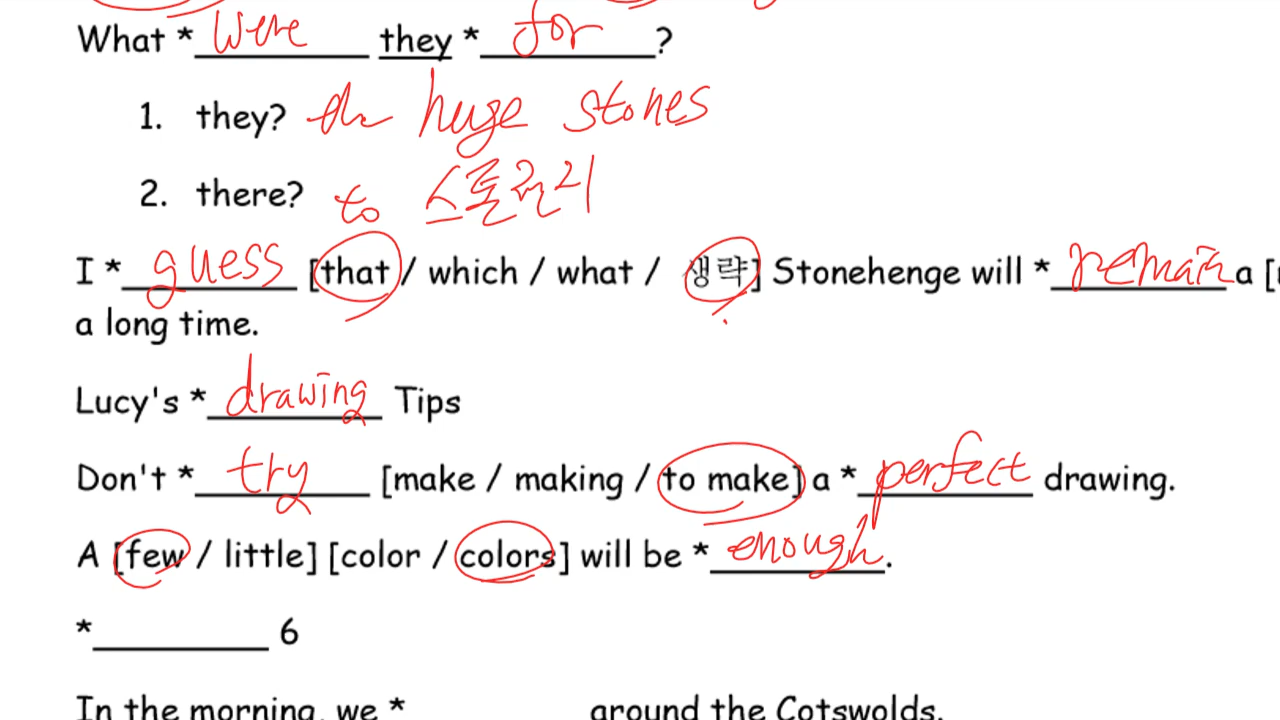 What * were they * for ?
1. they? the huge stones
2. there? to 스톤헨지
I * guess [that / which / what / 생략] Stonehenge will * remain a [
a long time.
Lucy's * drawing Tips
Don't * try [make / making / to make] a * perfect drawing.
A [few / little] [color / colors] will be * enough.
*__________ 6
In the morning, we * around the Cotswolds.